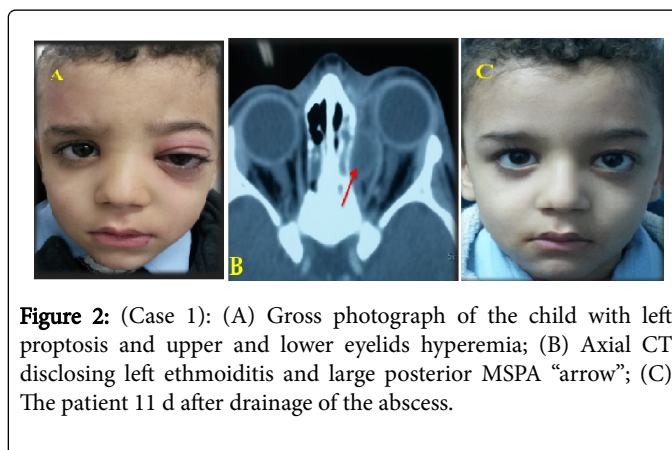 A
B
C
Figure 2: (Case 1): (A) Gross photograph of the child with left
proptosis and upper and lower eyelids hyperemia; (B) Axial CT
disclosing left ethmoiditis and large posterior MSPA “arrow”; (C)
The patient 11 d after drainage of the abscess.